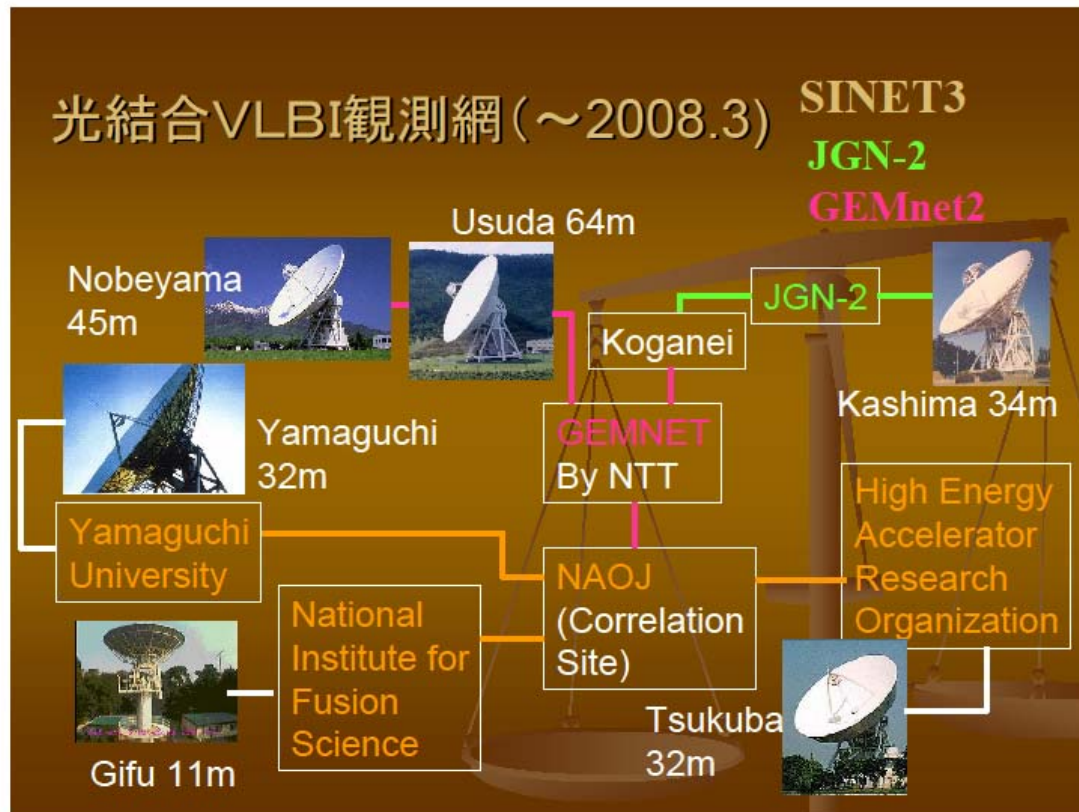 光結合VLBI観測網(～2008.3)
SINET3
JGN-2
GEMnet2
Usuda 64m
Nobeyama
45m
JGN-2
Koganei
Kashima 34m
Yamaguchi
32m
GEMNET
By NTT
High Energy
Accelerator
Research
Organization
Yamaguchi
University
NAOJ
(Correlation
Site)
National
Institute for
Fusion
Science
Tsukuba
32m
Gifu 11m